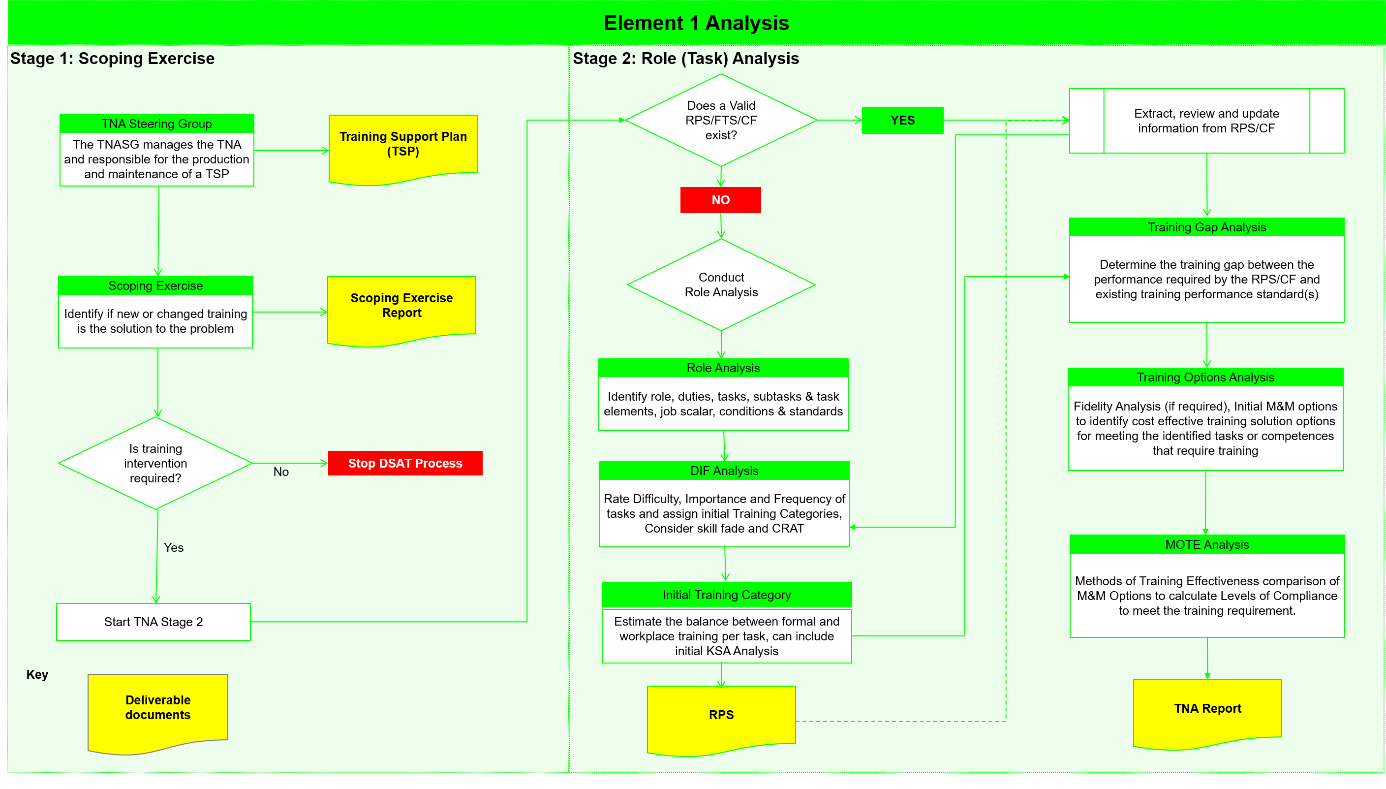 Element 1 Analysis
Stage 1: Scoping Exercise
TNA Steering Group
The TNASG manages the TNA
and responsible for the production
and maintenance of a TSP
Training Support Plan
(TSP)
Scoping Exercise
Identify if new or changed training
is the solution to the problem
Scoping Exercise
Report
Is training
intervention
required?
No
Stop DSAT Process
Yes
Start TNA Stage 2
Key
Deliverable
documents
Stage 2: Role (Task) Analysis
Does a Valid
RPS/FTS/CF
exist?
YES
NO
Conduct
Role Analysis
Role Analysis
Identify role, duties, tasks, subtasks & task
elements, job scalar, conditions & standards
DIF Analysis
Rate Difficulty, Importance and Frequency of
tasks and assign initial Training Categories,
Consider skill fade and CRAT
Initial Training Category
Estimate the balance between formal and
workplace training per task, can include
initial KSA Analysis
RPS
Extract, review and update
information from RPS/CF
Training Gap Analysis
Determine the training gap between the
performance required by the RPS/CF and
existing training performance standard(s)
Training Options Analysis
Fidelity Analysis (if required), Initial M&M options
to identify cost effective training solution options
for meeting the identified tasks or competences
that require training
MOTE Analysis
Methods of Training Effectiveness comparison of
M&M Options to calculate Levels of Compliance
to meet the training requirement.
TNA Report